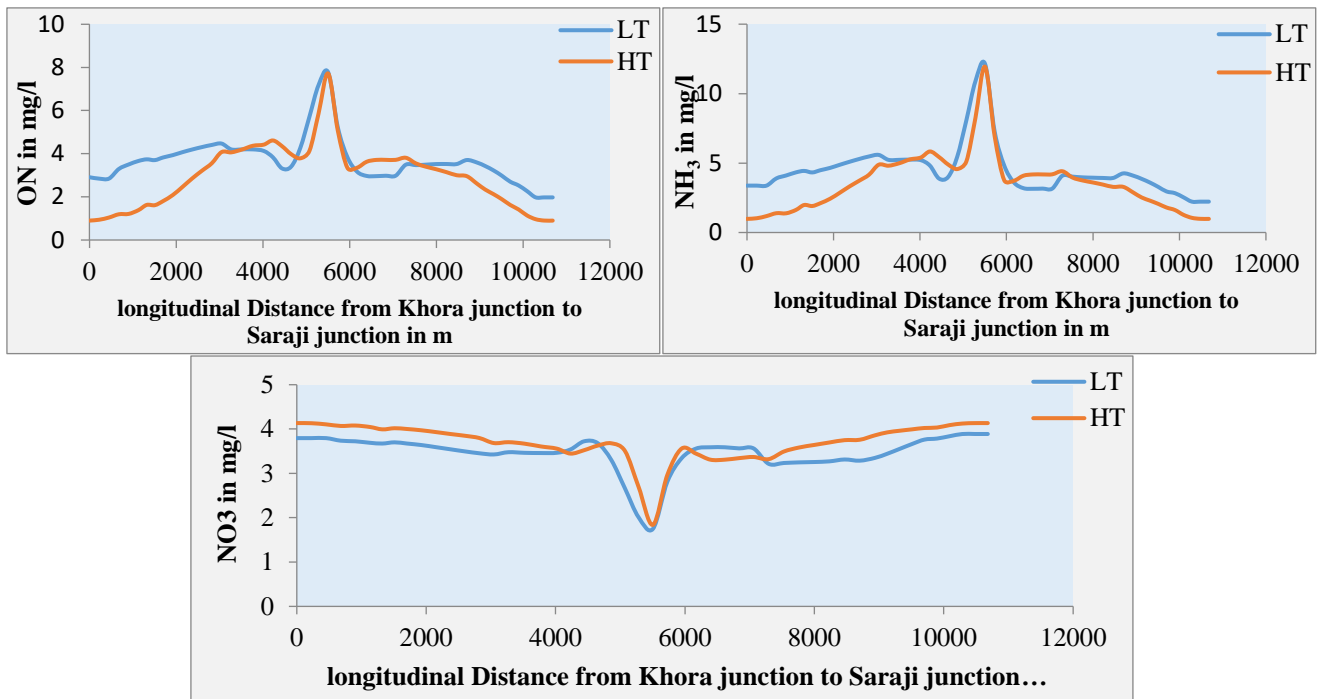 10
8
6
4
2
0
ON in mg/l
LT
HT
0 2000 4000 6000 8000 10000 12000
longitudinal Distance from Khora junction to
Saraji junction in m
15
10
5
0
NH₃ in mg/l
LT
HT
0 2000 4000 6000 8000 10000 12000
longitudinal Distance from Khora junction to
Saraji junction in m
5
4
3
2
1
0
NO3 in mg/l
LT
HT
0 2000 4000 6000 8000 10000 12000
longitudinal Distance from Khora junction to Saraji junction…